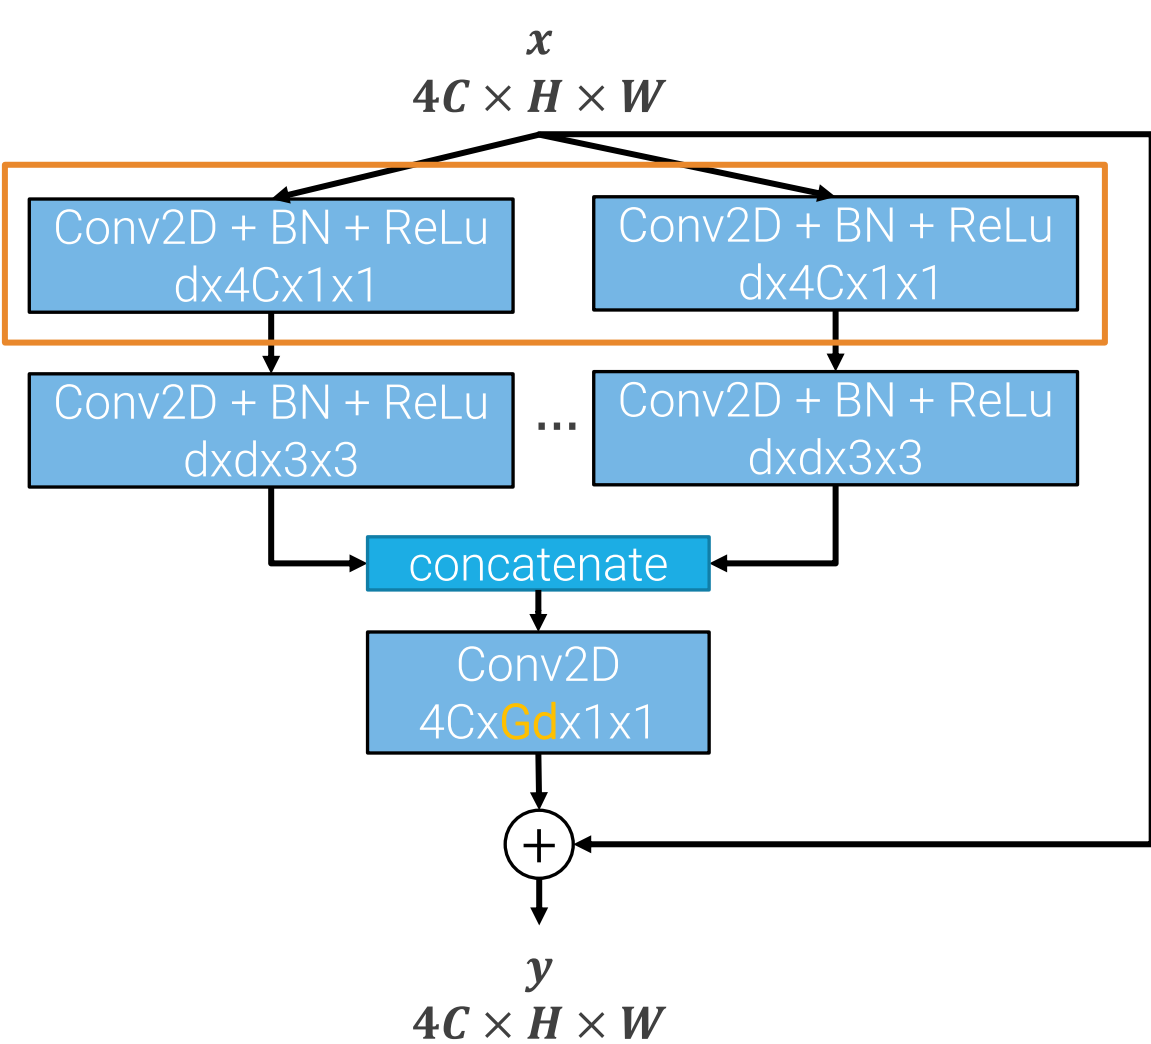 x
4C × H × W
Conv2D + BN + ReLu
dx4Cx1x1
Conv2D + BN + ReLu
dx4Cx1x1
Conv2D + BN + ReLu
dxdx3x3
...
Conv2D + BN + ReLu
dxdx3x3
concatenate
Conv2D
4CxGdx1x1
+
y
4C × H × W